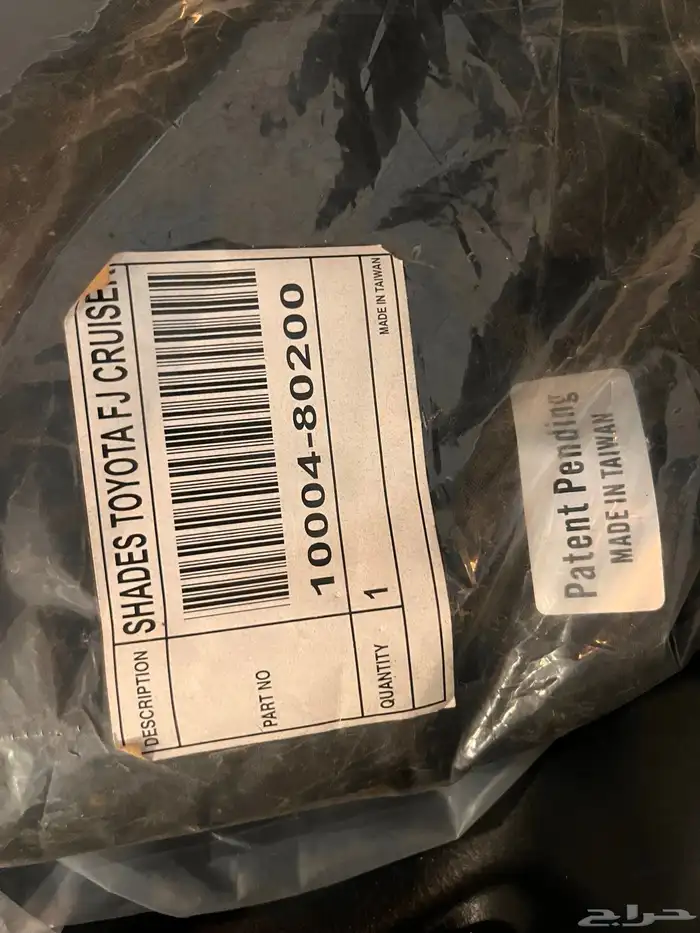 DESCRIPTION SHADES TOYOTA FJ CRUISER
PART NO 10004-80200
QUANTITY 1 MADE IN TAIWAN
Patent Pending
MADE IN TAIWAN
حراج